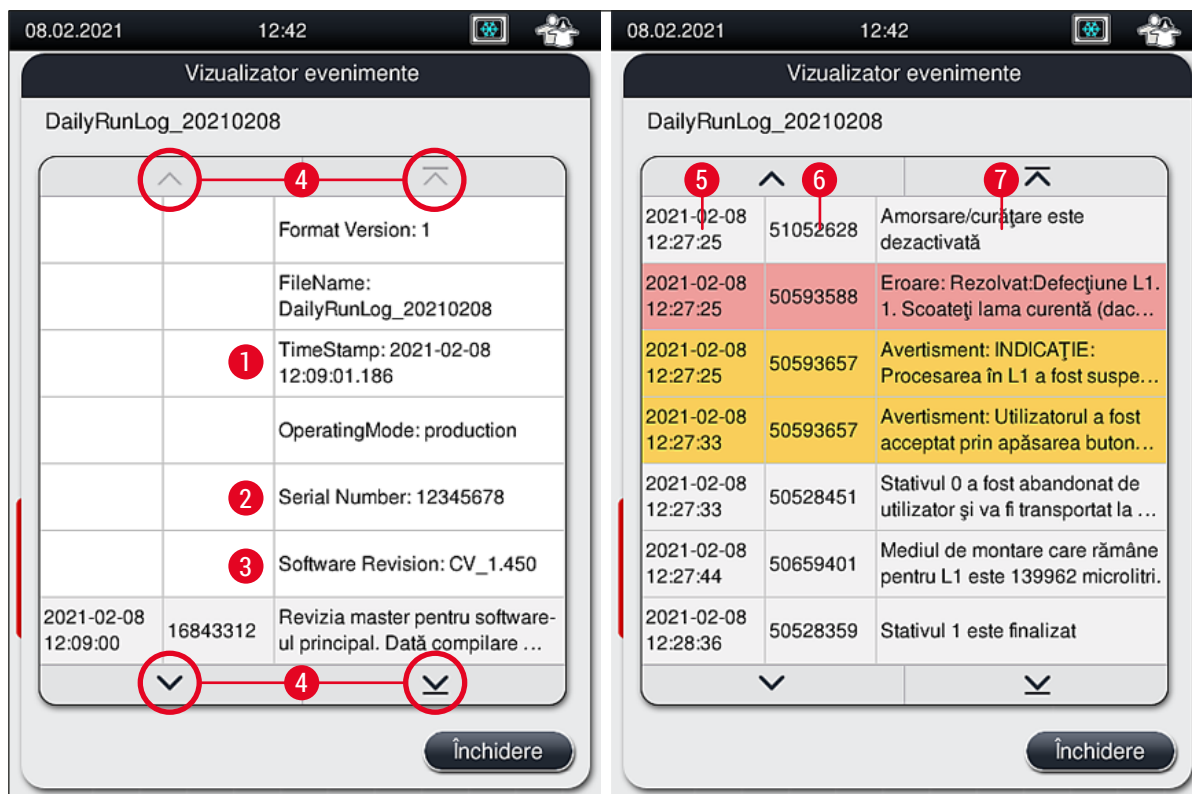 08.02.2021 12:42
Vizualizator evenimente
DailyRunLog_20210208
4
Format Version: 1
FileName:
DailyRunLog_20210208
1
TimeStamp: 2021-02-08
12:09:01.186
OperatingMode: production
2
Serial Number: 12345678
3
Software Revision: CV_1.450
2021-02-08
12:09:00
16843312
Revizia master pentru software-
ul principal. Dată compilare ...
4
Închidere
08.02.2021 12:42
Vizualizator evenimente
DailyRunLog_20210208
5 6 7
2021-02-08
12:27:25
51052628
Amorsare/curăţare este
dezactivată
2021-02-08
12:27:25
50593588
Eroare: Rezolvat:Defecţiune L1.
1. Scoateţi lama curentă (dac...
2021-02-08
12:27:25
50593657
Avertisment: INDICAŢIE:
Procesarea în L1 a fost suspe...
2021-02-08
12:27:33
50593657
Avertisment: Utilizatorul a fost
acceptat prin apăsarea buton...
2021-02-08
12:27:33
50528451
Stativul 0 a fost abandonat de
utilizator şi va fi transportat la ...
2021-02-08
12:27:44
50659401
Mediul de montare care rămâne
pentru L1 este 139962 microlitri.
2021-02-08
12:28:36
50528359
Stativul 1 este finalizat
Închidere